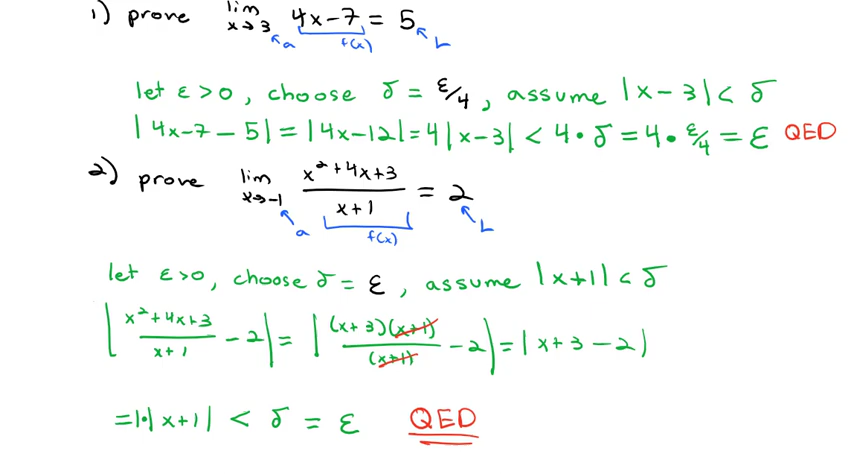 1) prove lim x→3 4x-7 = 5
a f(x) L
let ε>0, choose δ = ε/4, assume |x-3|<δ
|4x-7-5|=|4x-12|=4|x-3| < 4·δ = 4·ε/4 = ε QED
2) prove lim x→-1 x²+4x+3 / x+1 = 2
a f(x) L
let ε>0, choose δ = ε, assume |x+1|<δ
|x²+4x+3 / x+1 - 2| = |(x+3)(x+1) / (x+1) - 2| = |x+3-2|
=1·|x+1| < δ = ε QED